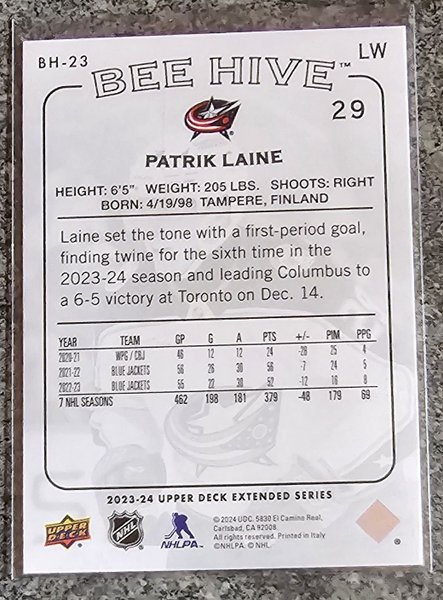 BH-23 BEE HIVE™ LW
29
PATRIK LAINE
HEIGHT: 6'5" WEIGHT: 205 LBS. SHOOTS: RIGHT
BORN: 4/19/98 TAMPERE, FINLAND
Laine set the tone with a first-period goal,
finding twine for the sixth time in the
2023-24 season and leading Columbus to
a 6-5 victory at Toronto on Dec. 14.
YEAR TEAM GP G A PTS +/- PIM PPG
2020-21 WPG / CBJ 46 12 12 24 -28 25 4
2021-22 BLUE JACKETS 56 26 30 56 -7 24 5
2022-23 BLUE JACKETS 55 22 30 52 -12 16 8
7 NHL SEASONS 462 198 181 379 -48 179 69
2023-24 UPPER DECK EXTENDED SERIES
UPPER DECK
NHL
NHLPA
© 2024 UDC. 5830 El Camino Real,
Carlsbad, CA 92008.
All rights reserved. Printed in Italy
©NHLPA. © NHL.